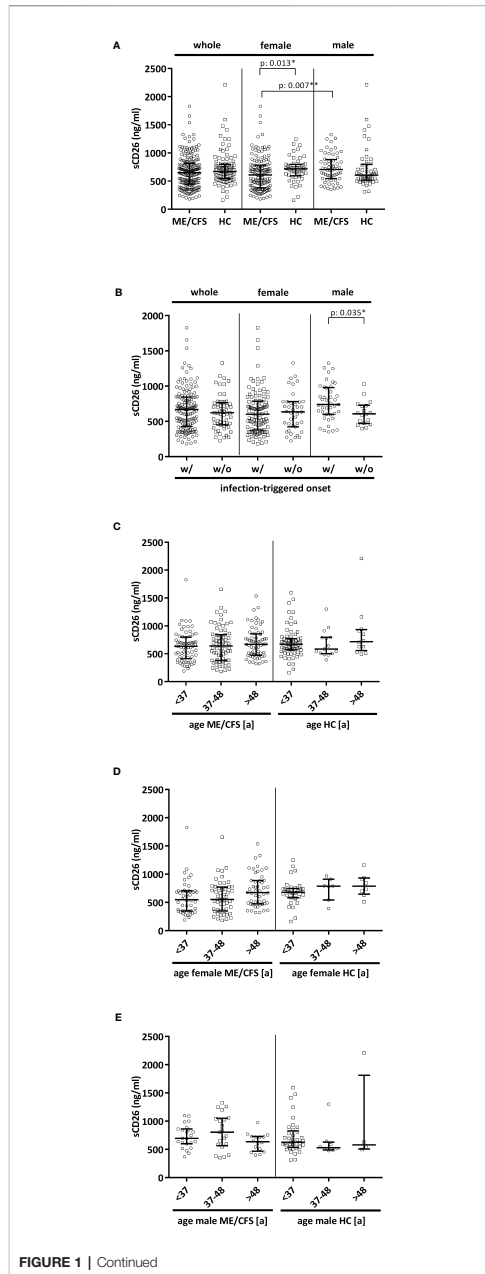 A
whole female male
p: 0.013*
p: 0.007**
sCD26 (ng/ml)
2500
2000
1500
1000
500
0
ME/CFS HC ME/CFS HC ME/CFS HC
B
whole female male
p: 0.035*
sCD26 (ng/ml)
2000
1500
1000
500
0
w/ w/o w/ w/o w/ w/o
infection-triggered onset
C
sCD26 (ng/ml)
2500
2000
1500
1000
500
0
<37 37-48 >48 <37 37-48 >48
age ME/CFS [a] age HC [a]
D
sCD26 (ng/ml)
2500
2000
1500
1000
500
0
<37 37-48 >48 <37 37-48 >48
age female ME/CFS [a] age female HC [a]
E
sCD26 (ng/ml)
2500
2000
1500
1000
500
0
<37 37-48 >48 <37 37-48 >48
age male ME/CFS [a] age male HC [a]
FIGURE 1 | Continued